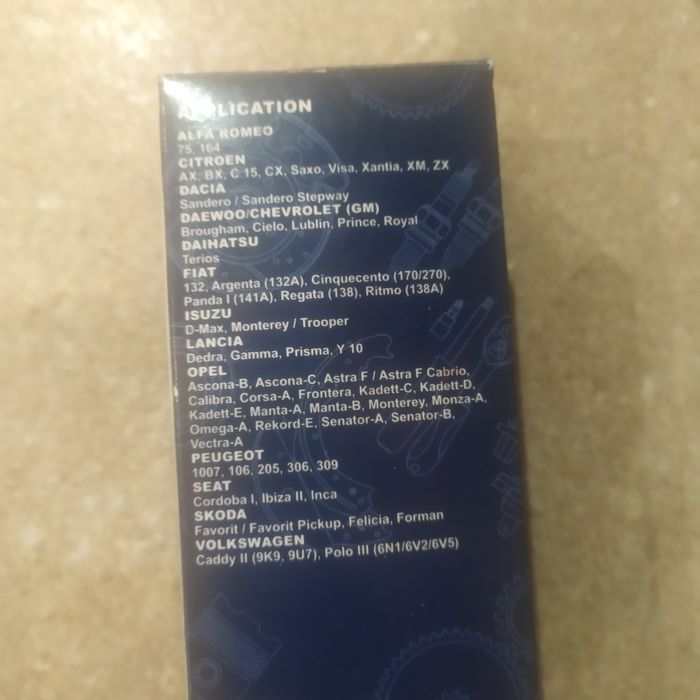 APPLICATION
ALFA ROMEO
75, 164
CITROEN
AX, BX, C 15, CX, Saxo, Visa, Xantia, XM, ZX
DACIA
Sandero / Sandero Stepway
DAEWOO/CHEVROLET (GM)
Brougham, Cielo, Lublin, Prince, Royal
DAIHATSU
Terios
FIAT
132, Argenta (132A), Cinquecento (170/270),
Panda I (141A), Regata (138), Ritmo (138A)
ISUZU
D-Max, Monterey / Trooper
LANCIA
Dedra, Gamma, Prisma, Y 10
OPEL
Ascona-B, Ascona-C, Astra F / Astra F Cabrio,
Calibra, Corsa-A, Frontera, Kadett-C, Kadett-D,
Kadett-E, Manta-A, Manta-B, Monterey, Monza-A,
Omega-A, Rekord-E, Senator-A, Senator-B,
Vectra-A
PEUGEOT
1007, 106, 205, 306, 309
SEAT
Cordoba I, Ibiza II, Inca
SKODA
Favorit / Favorit Pickup, Felicia, Forman
VOLKSWAGEN
Caddy II (9K9, 9U7), Polo III (6N1/6V2/6V5)